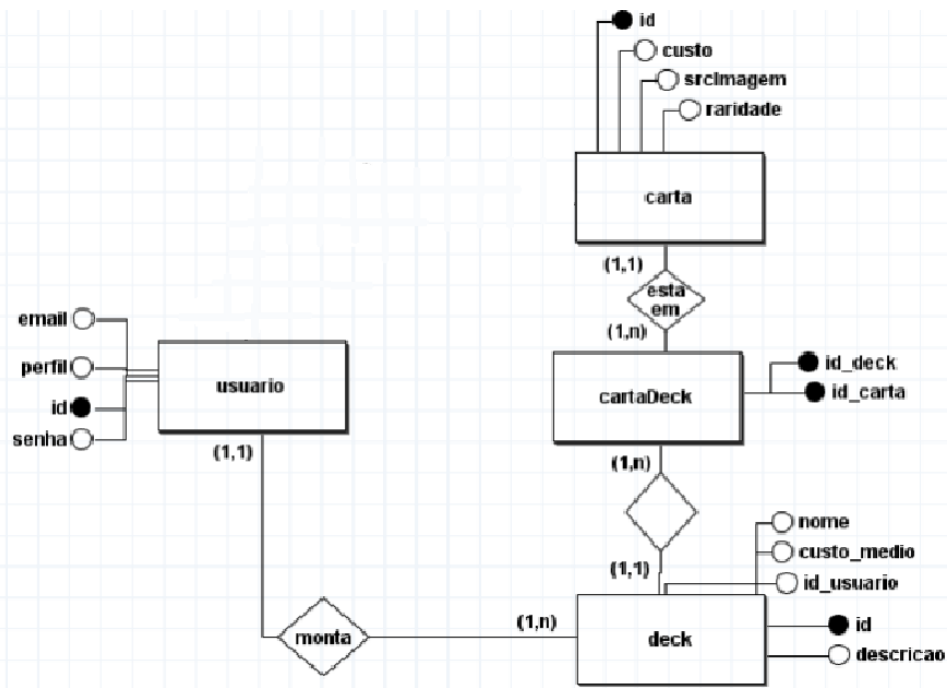 id
custo
srcImagem
raridade
carta
(1,1)
esta
em
(1,n)
email
perfil
id
senha
usuario
(1,1)
cartaDeck
id_deck
id_carta
(1,n)
(1,1)
nome
custo_medio
id_usuario
monta
(1,n)
deck
id
descricao